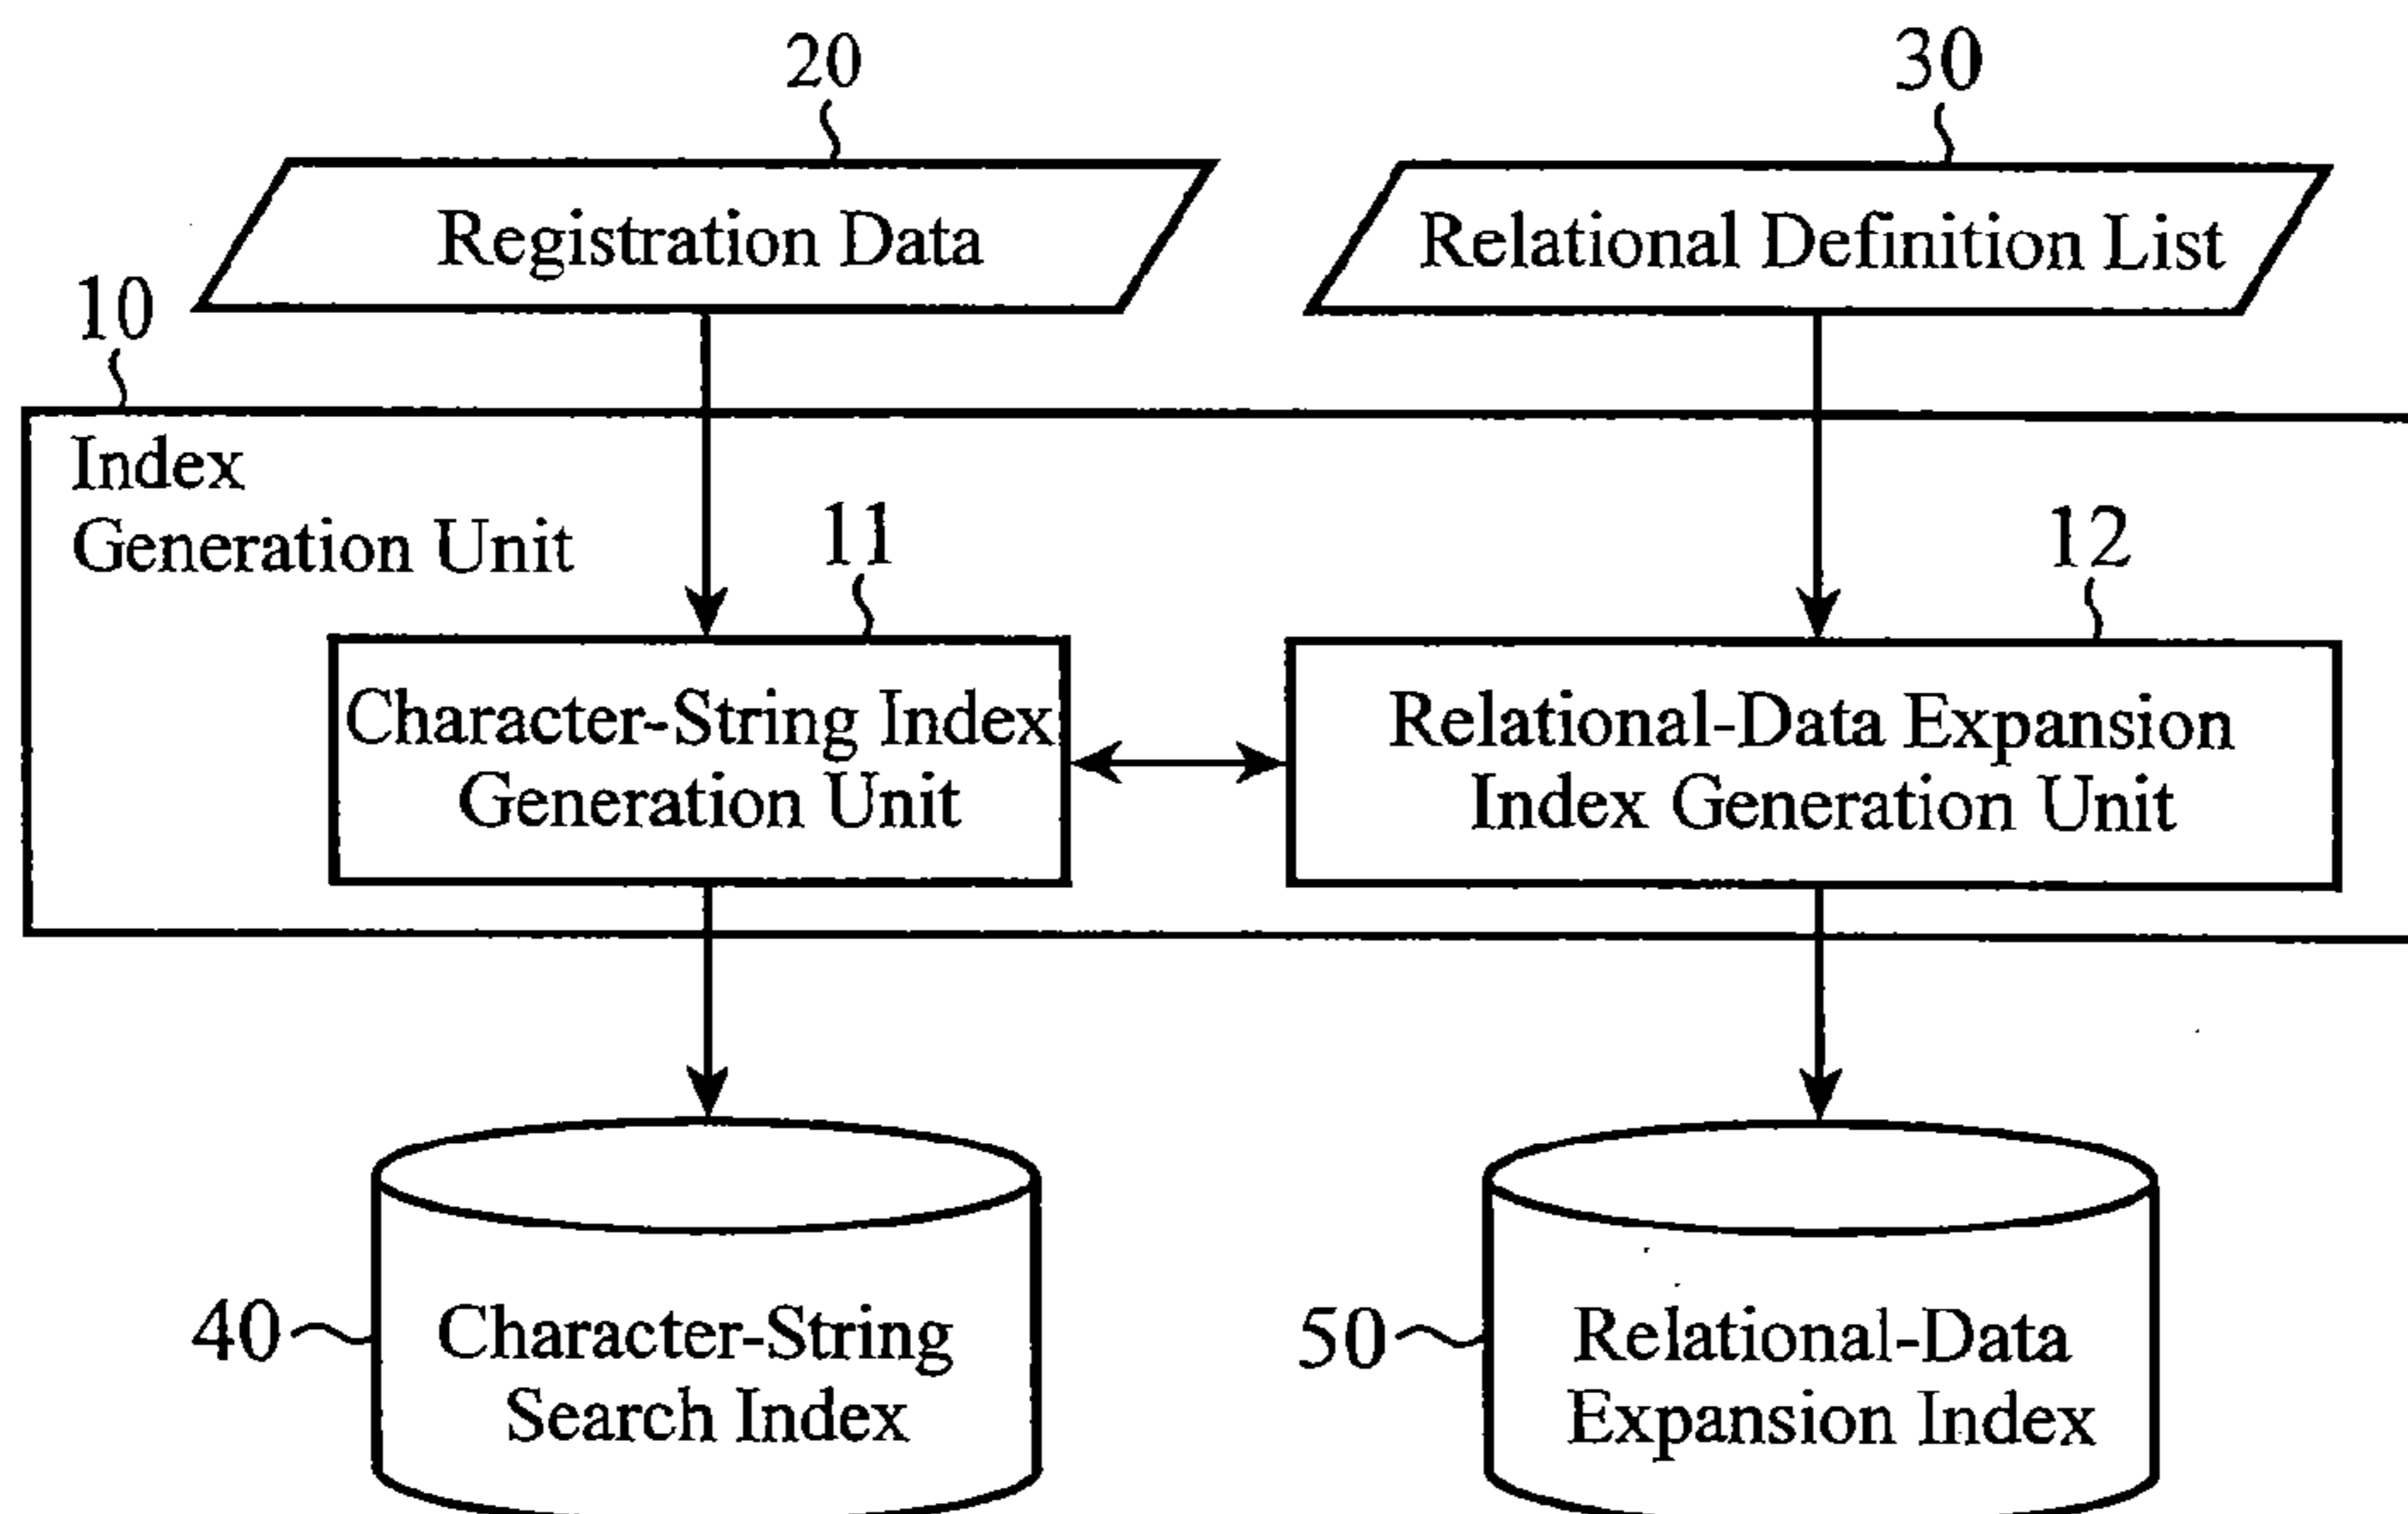 20
30
Registration Data
Relational Definition List
10
Index
Generation Unit
11
12
Character-String Index
Generation Unit
Relational-Data Expansion
Index Generation Unit
40
Character-String
Search Index
50
Relational-Data
Expansion Index